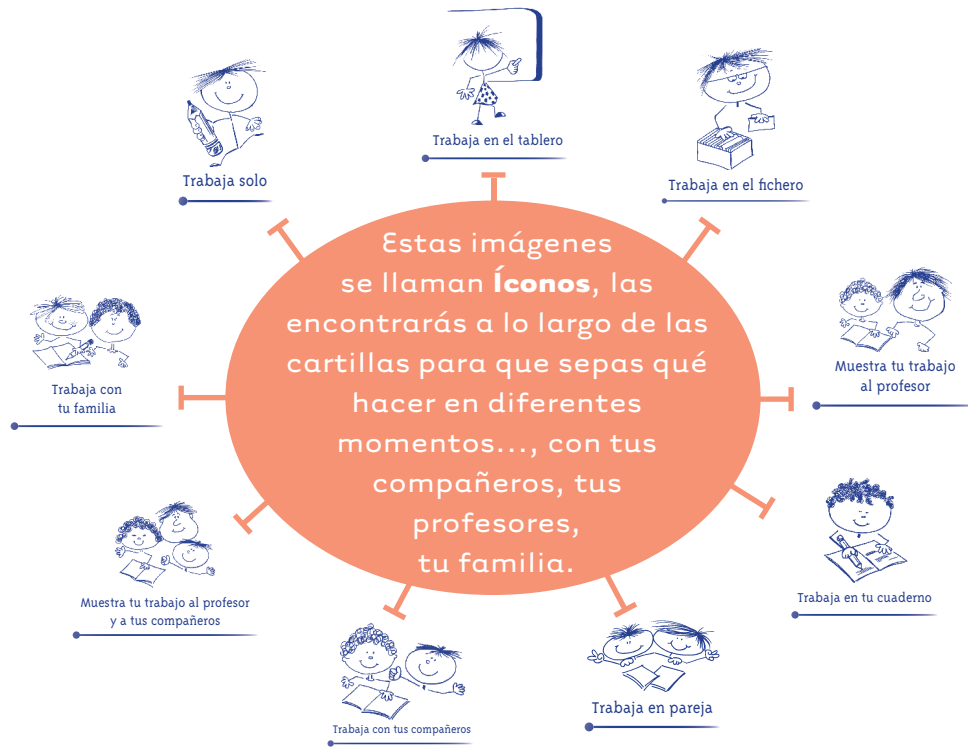 Trabaja en el tablero
Trabaja solo
Trabaja en el fichero
Estas imágenes
se llaman Íconos, las
encontrarás a lo largo de las
cartillas para que sepas qué
hacer en diferentes
momentos..., con tus
compañeros, tus
profesores,
tu familia.
Muestra tu trabajo
al profesor
Trabaja con
tu familia
Trabaja en tu cuaderno
Muestra tu trabajo al profesor
y a tus compañeros
Trabaja en pareja
Trabaja con tus compañeros